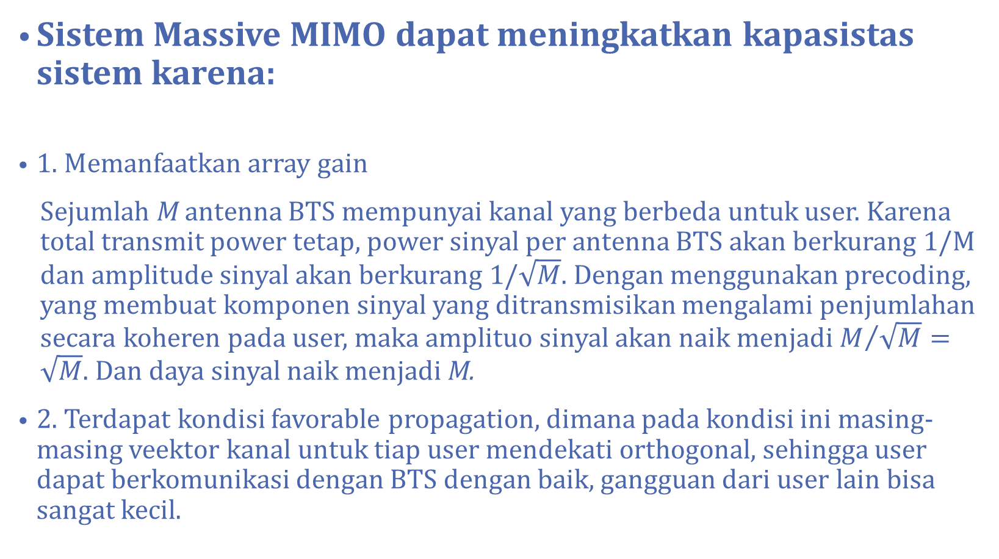 • Sistem Massive MIMO dapat meningkatkan kapasistas
sistem karena:
• 1. Memanfaatkan array gain
Sejumlah M antenna BTS mempunyai kanal yang berbeda untuk user. Karena
total transmit power tetap, power sinyal per antenna BTS akan berkurang 1/M
dan amplitude sinyal akan berkurang 1/√M. Dengan menggunakan precoding,
yang membuat komponen sinyal yang ditransmisikan mengalami penjumlahan
secara koheren pada user, maka amplituo sinyal akan naik menjadi M/√M =
√M. Dan daya sinyal naik menjadi M.
• 2. Terdapat kondisi favorable propagation, dimana pada kondisi ini masing-
masing veektor kanal untuk tiap user mendekati orthogonal, sehingga user
dapat berkomunikasi dengan BTS dengan baik, gangguan dari user lain bisa
sangat kecil.